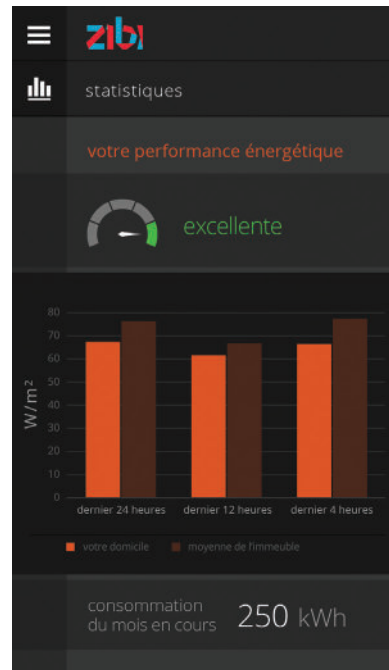 zibi
statistiques
votre performance énergétique
excellente
W/m²
80
70
60
50
40
30
20
10
0
dernier 24 heures dernier 12 heures dernier 4 heures
votre domicile moyenne de l'immeuble
consommation
du mois en cours 250 kWh